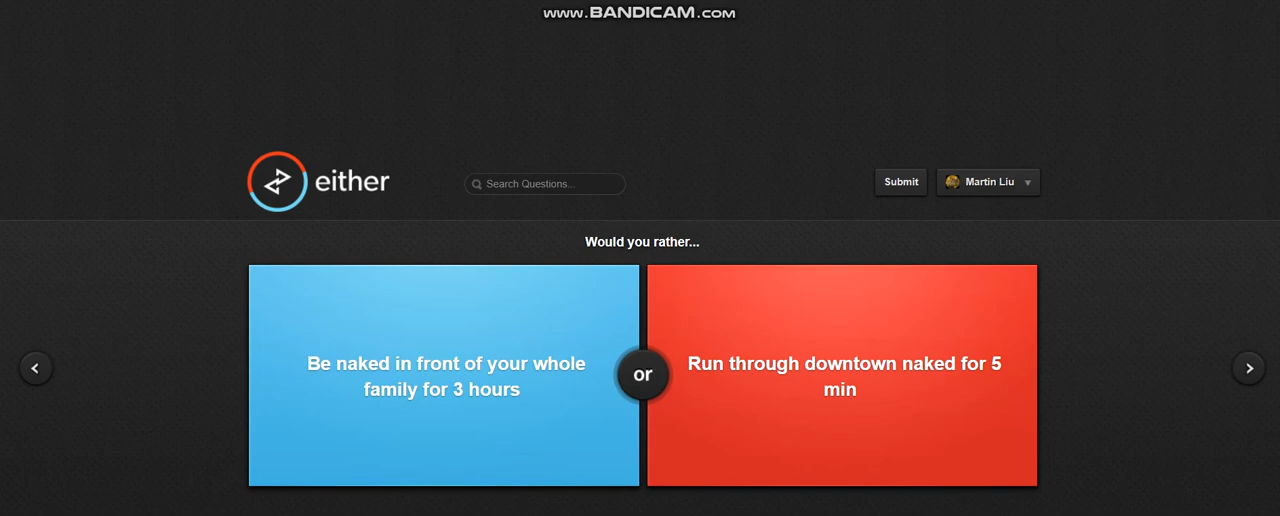 www.BANDICAM.com
either
Search Questions...
Submit
Martin Liu
Would you rather...
Be naked in front of your whole
family for 3 hours
or
Run through downtown naked for 5
min